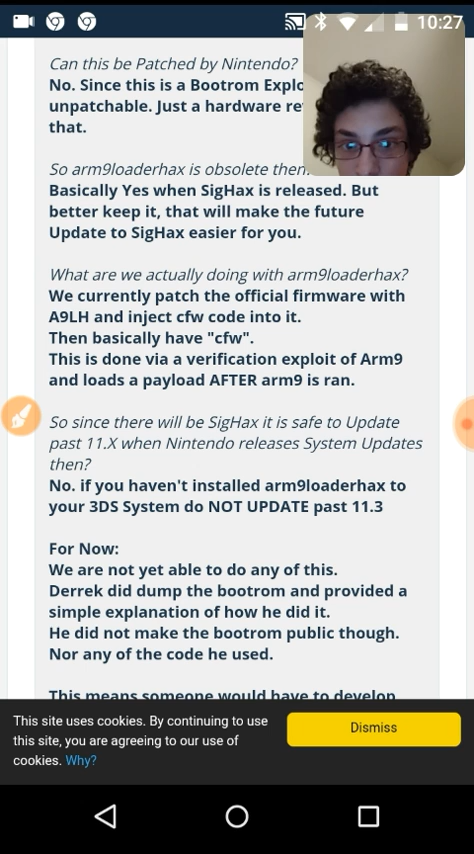 10:27
Can this be Patched by Nintendo?
No. Since this is a Bootrom
unpatchable. Just a hardware
that.
So arm9loaderhax is obsolete then
Basically Yes when SigHax is released. But
better keep it, that will make the future
Update to SigHax easier for you.
What are we actually doing with arm9loaderhax?
We currently patch the official firmware with
A9LH and inject cfw code into it.
Then basically have "cfw".
This is done via a verification exploit of Arm9
and loads a payload AFTER arm9 is ran.
So since there will be SigHax it is safe to Update
past 11.X when Nintendo releases System Updates
then?
No. if you haven't installed arm9loaderhax to
your 3DS System do NOT UPDATE past 11.3
For Now:
We are not yet able to do any of this.
Derrek did dump the bootrom and provided a
simple explanation of how he did it.
He did not make the bootrom public though.
Nor any of the code he used.
This means someone would have to develop
This site uses cookies. By continuing to use
this site, you are agreeing to our use of
cookies. Why?
Dismiss